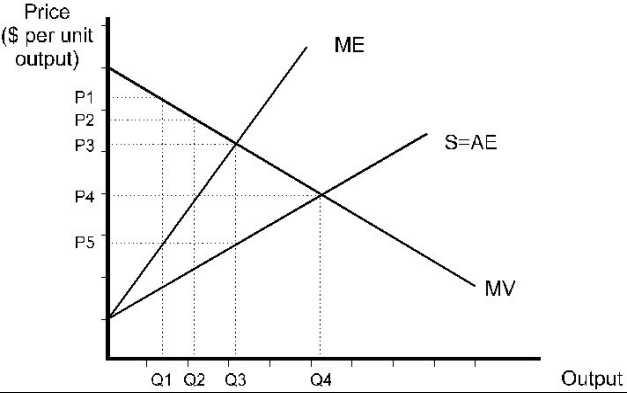 Price
($ per unit
output)
ME
P1
P2
P3
S=AE
P4
P5
MV
Q1 Q2 Q3 Q4 Output